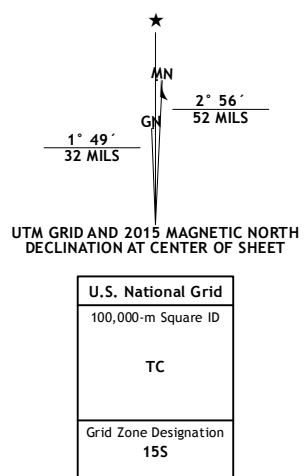 ★
MN
GN
2° 56´
52 MILS
1° 49´
32 MILS
UTM GRID AND 2015 MAGNETIC NORTH
DECLINATION AT CENTER OF SHEET
U.S. National Grid
100,000-m Square ID
TC
Grid Zone Designation
15S